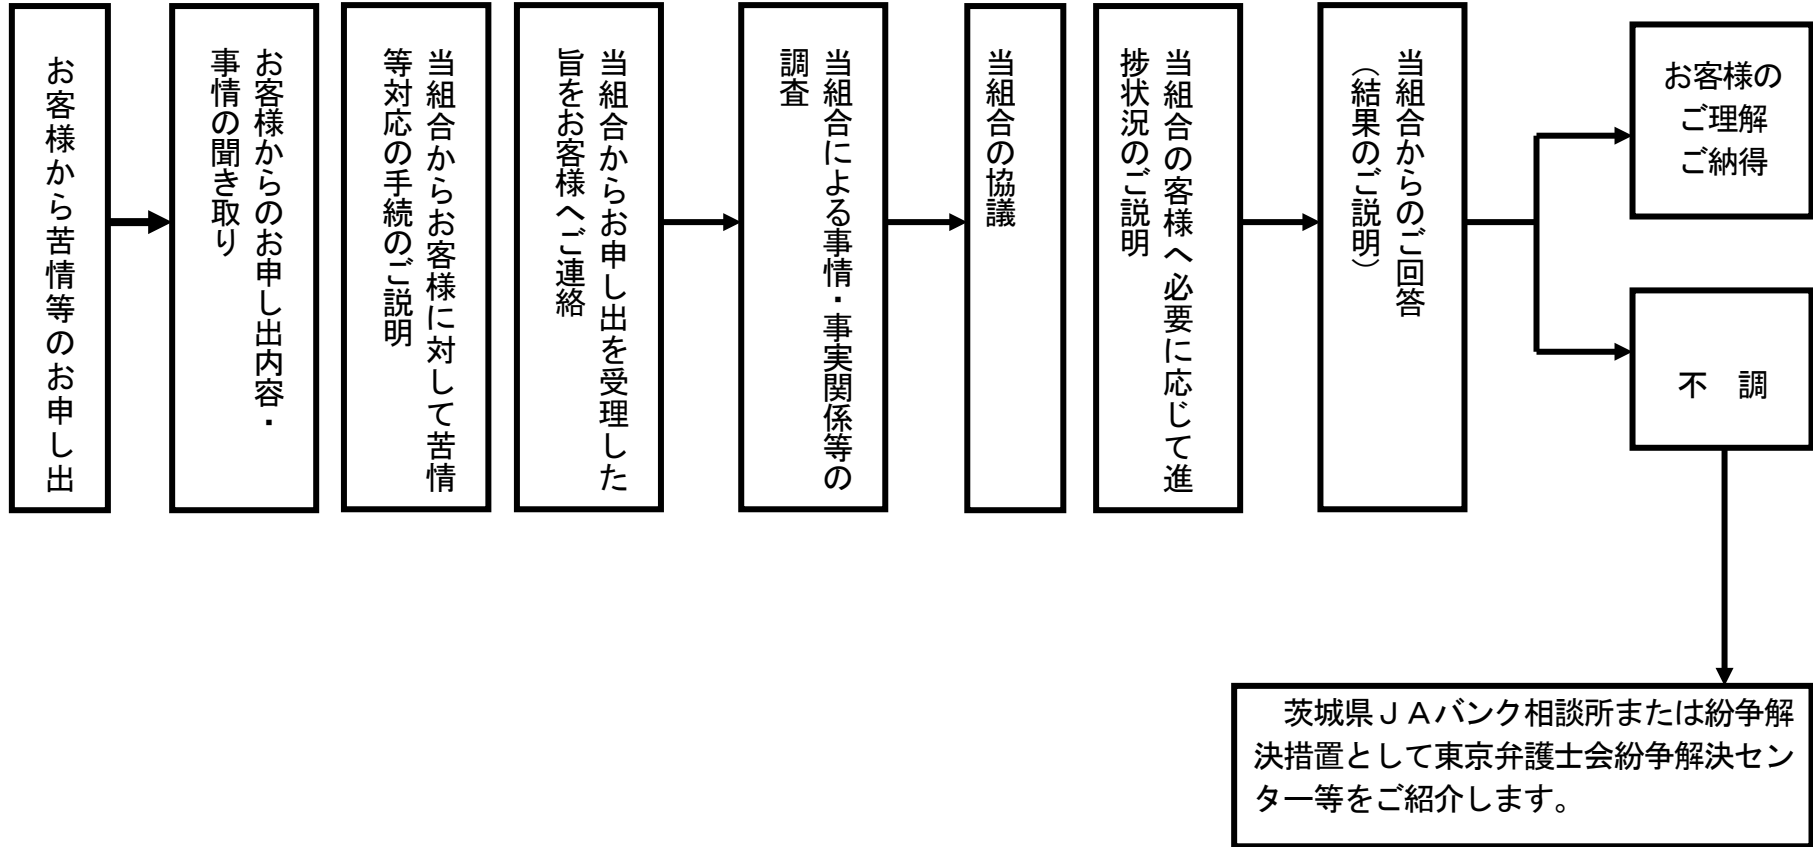 お客様から苦情等のお申し出
お客様からのお申し出内容・
事情の聞き取り
当組合からお客様に対して苦情
等対応の手続のご説明
当組合からお申し出を受理した
旨をお客様へご連絡
当組合による事情・事実関係等の
調査
当組合の協議
当組合の客様へ必要に応じて進
捗状況のご説明
当組合からのご回答
（結果のご説明）
お客様の
ご理解
ご納得
不　調
茨城県ＪＡバンク相談所または紛争解
決措置として東京弁護士会紛争解決セン
ター等をご紹介します。